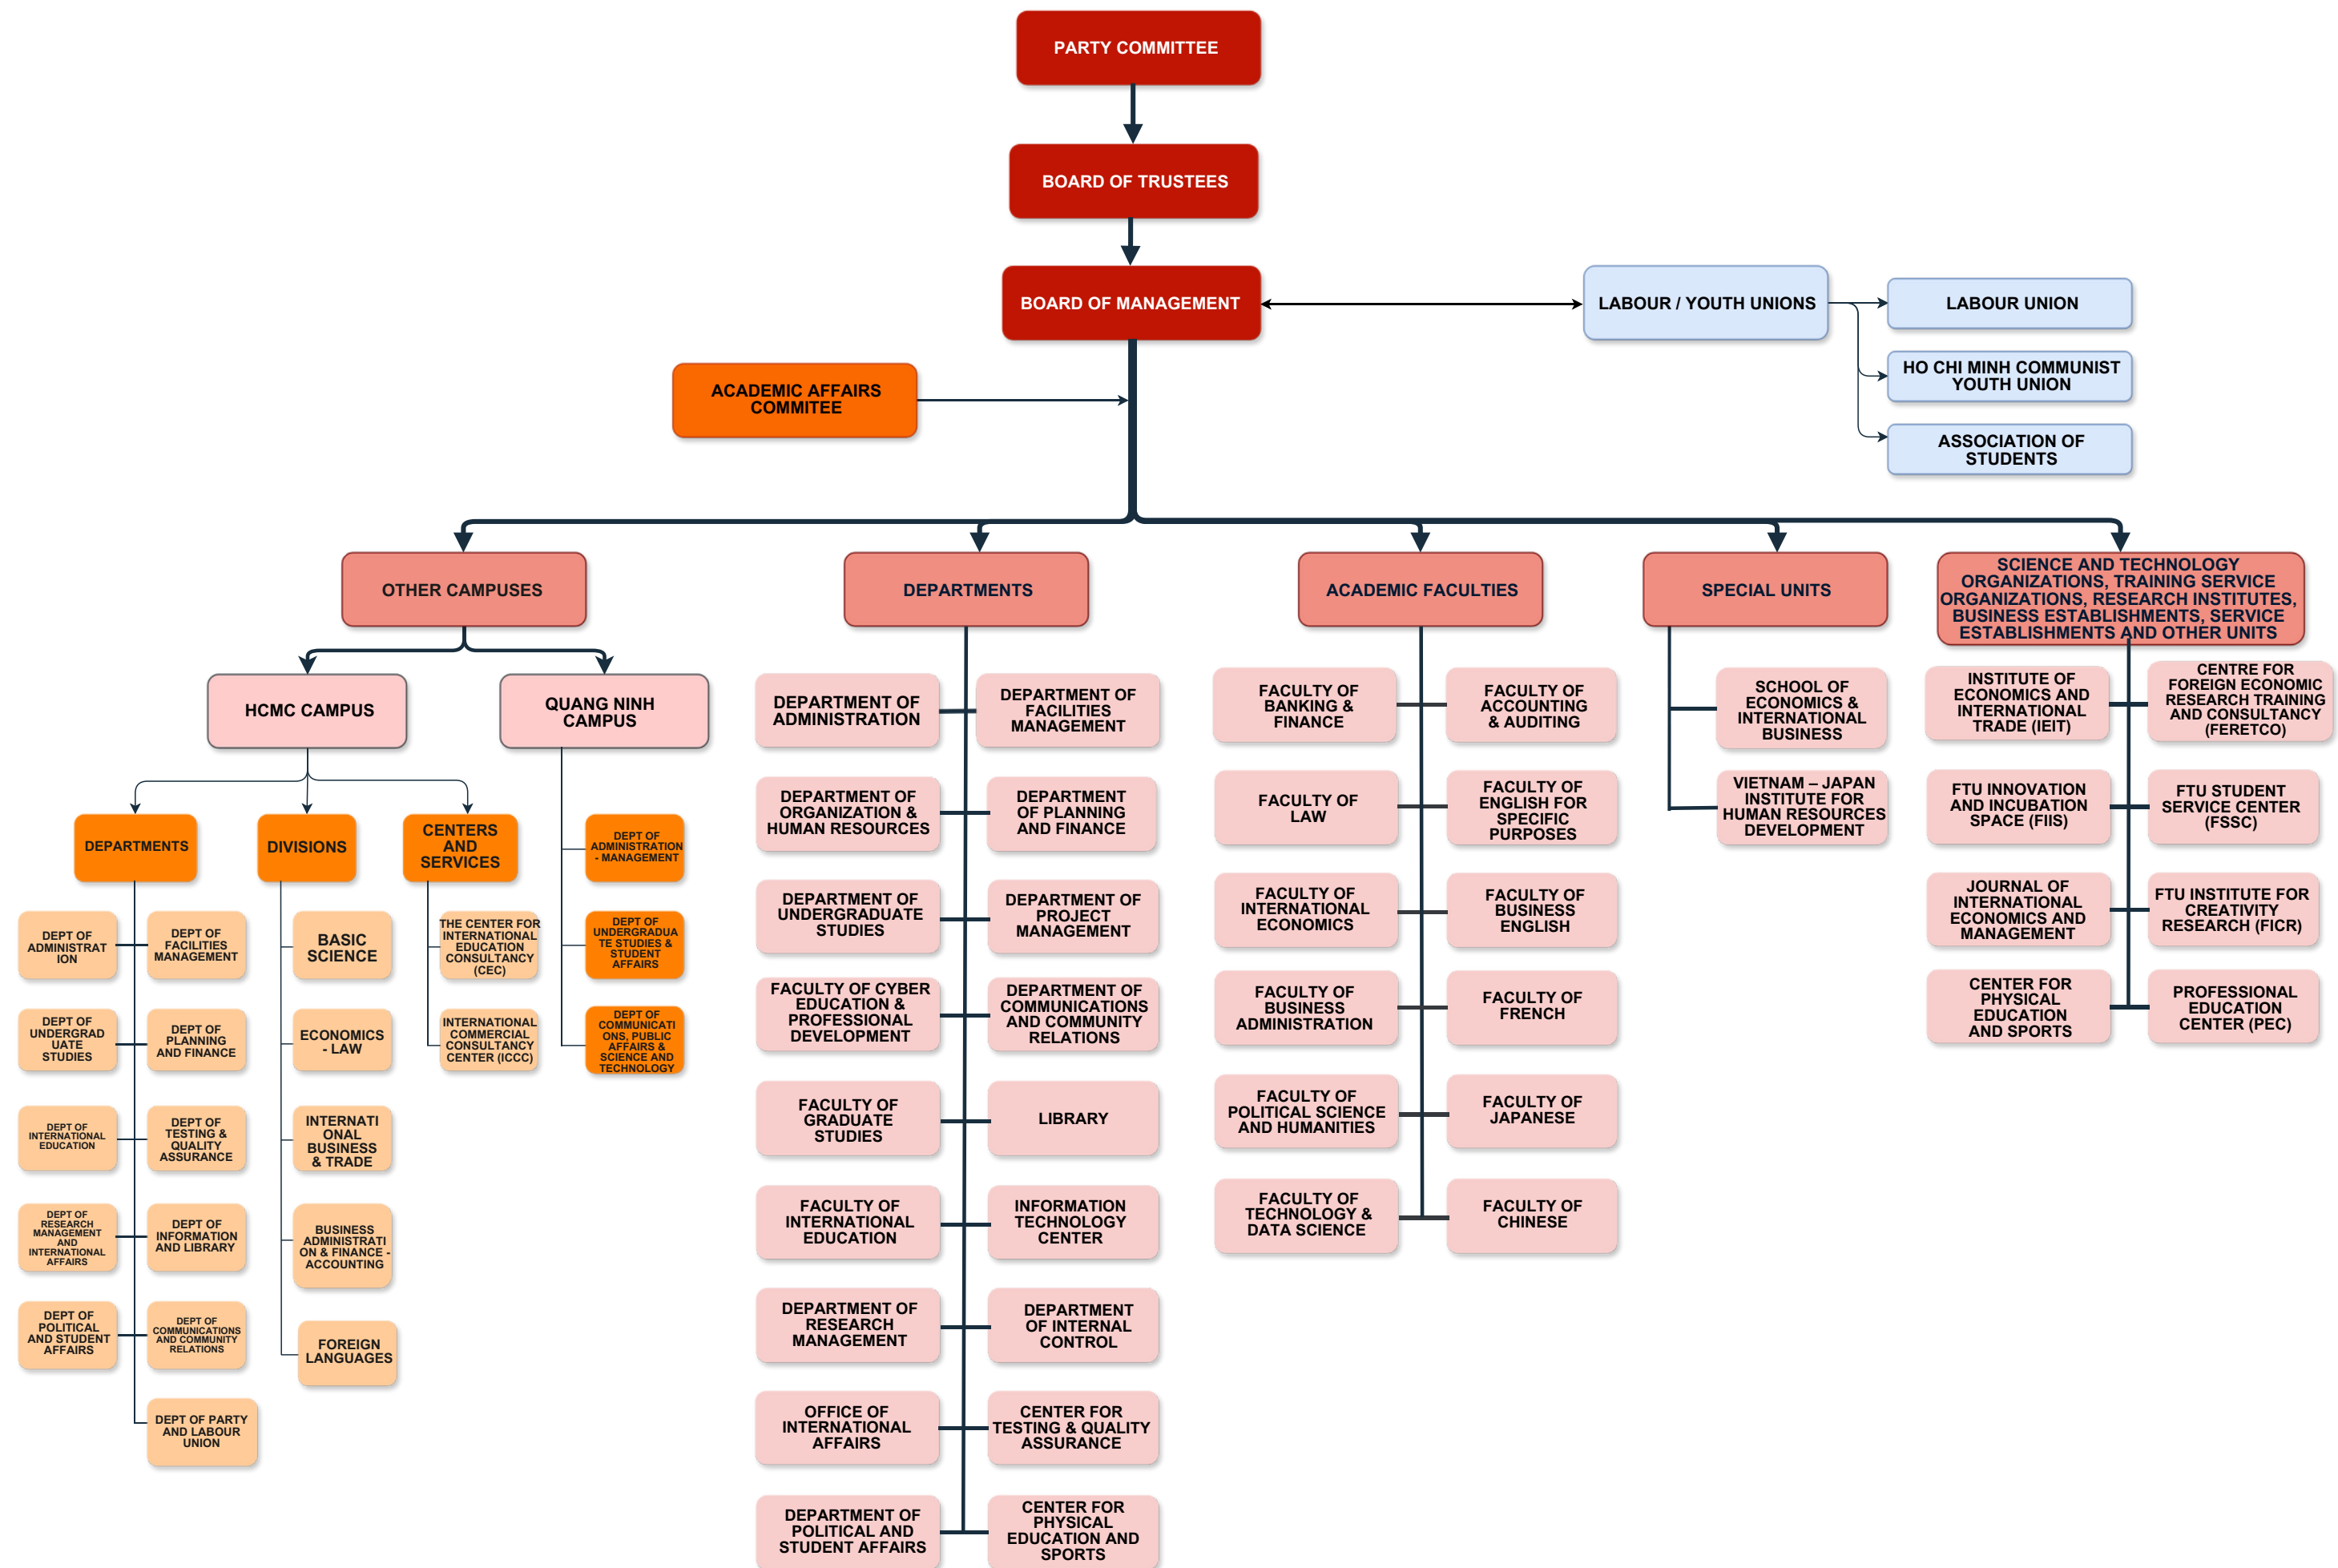 PARTY COMMITTEE
BOARD OF TRUSTEES
BOARD OF MANAGEMENT
LABOUR / YOUTH UNIONS
LABOUR UNION
HO CHI MINH COMMUNIST
YOUTH UNION
ASSOCIATION OF
STUDENTS
ACADEMIC AFFAIRS
COMMITEE
OTHER CAMPUSES
DEPARTMENTS
ACADEMIC FACULTIES
SPECIAL UNITS
SCIENCE AND TECHNOLOGY
ORGANIZATIONS, TRAINING SERVICE
ORGANIZATIONS, RESEARCH INSTITUTES,
BUSINESS ESTABLISHMENTS, SERVICE
ESTABLISHMENTS AND OTHER UNITS
HCMC CAMPUS
QUANG NINH
CAMPUS
DEPARTMENTS
DIVISIONS
CENTERS
AND
SERVICES
DEPT OF
ADMINISTRAT
ION
DEPT OF
FACILITIES
MANAGEMENT
DEPT OF
UNDERGRAD
UATE
STUDIES
DEPT OF
PLANNING
AND FINANCE
DEPT OF
INTERNATIONAL
EDUCATION
DEPT OF
TESTING &
QUALITY
ASSURANCE
DEPT OF
RESEARCH
MANAGEMENT
AND
INTERNATIONAL
AFFAIRS
DEPT OF
INFORMATION
AND LIBRARY
DEPT OF
POLITICAL
AND STUDENT
AFFAIRS
DEPT OF
COMMUNICATIONS
AND COMMUNITY
RELATIONS
DEPT OF PARTY
AND LABOUR
UNION
BASIC
SCIENCE
ECONOMICS
- LAW
INTERNATI
ONAL
BUSINESS
& TRADE
BUSINESS
ADMINISTRATI
ON & FINANCE -
ACCOUNTING
FOREIGN
LANGUAGES
THE CENTER FOR
INTERNATIONAL
EDUCATION
CONSULTANCY
(CEC)
INTERNATIONAL
COMMERCIAL
CONSULTANCY
CENTER (ICCC)
DEPT OF
ADMINISTRATION
- MANAGEMENT
DEPT OF
UNDERGRADUA
TE STUDIES &
STUDENT
AFFAIRS
DEPT OF
COMMUNICATI
ONS, PUBLIC
AFFAIRS &
SCIENCE AND
TECHNOLOGY
DEPARTMENT OF
ADMINISTRATION
DEPARTMENT OF
FACILITIES
MANAGEMENT
DEPARTMENT OF
ORGANIZATION &
HUMAN RESOURCES
DEPARTMENT
OF PLANNING
AND FINANCE
DEPARTMENT OF
UNDERGRADUATE
STUDIES
DEPARTMENT OF
PROJECT
MANAGEMENT
FACULTY OF CYBER
EDUCATION &
PROFESSIONAL
DEVELOPMENT
DEPARTMENT OF
COMMUNICATIONS
AND COMMUNITY
RELATIONS
FACULTY OF
GRADUATE
STUDIES
LIBRARY
FACULTY OF
INTERNATIONAL
EDUCATION
INFORMATION
TECHNOLOGY
CENTER
DEPARTMENT OF
RESEARCH
MANAGEMENT
DEPARTMENT
OF INTERNAL
CONTROL
OFFICE OF
INTERNATIONAL
AFFAIRS
CENTER FOR
TESTING & QUALITY
ASSURANCE
DEPARTMENT OF
POLITICAL AND
STUDENT AFFAIRS
CENTER FOR
PHYSICAL
EDUCATION AND
SPORTS
FACULTY OF
BANKING &
FINANCE
FACULTY OF
ACCOUNTING
& AUDITING
FACULTY OF
LAW
FACULTY OF
ENGLISH FOR
SPECIFIC
PURPOSES
FACULTY OF
INTERNATIONAL
ECONOMICS
FACULTY OF
BUSINESS
ENGLISH
FACULTY OF
BUSINESS
ADMINISTRATION
FACULTY OF
FRENCH
FACULTY OF
POLITICAL SCIENCE
AND HUMANITIES
FACULTY OF
JAPANESE
FACULTY OF
TECHNOLOGY &
DATA SCIENCE
FACULTY OF
CHINESE
SCHOOL OF
ECONOMICS &
INTERNATIONAL
BUSINESS
VIETNAM – JAPAN
INSTITUTE FOR
HUMAN RESOURCES
DEVELOPMENT
INSTITUTE OF
ECONOMICS AND
INTERNATIONAL
TRADE (IEIT)
CENTRE FOR
FOREIGN ECONOMIC
RESEARCH TRAINING
AND CONSULTANCY
(FERETCO)
FTU INNOVATION
AND INCUBATION
SPACE (FIIS)
FTU STUDENT
SERVICE CENTER
(FSSC)
JOURNAL OF
INTERNATIONAL
ECONOMICS AND
MANAGEMENT
FTU INSTITUTE FOR
CREATIVITY
RESEARCH (FICR)
CENTER FOR
PHYSICAL
EDUCATION
AND SPORTS
PROFESSIONAL
EDUCATION
CENTER (PEC)